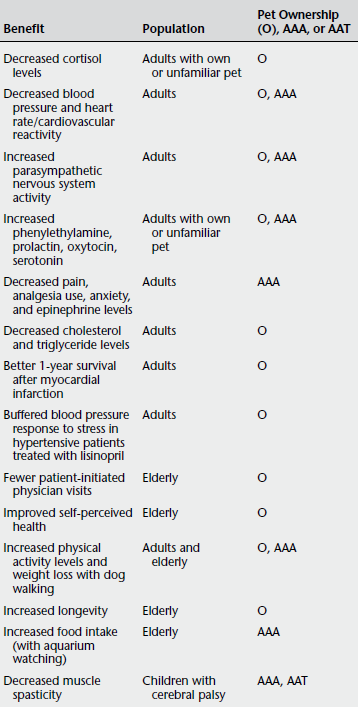 Benefit Population Pet Ownership (O), AAA, or AAT
Decreased cortisol Adults with own O
levels or unfamiliar pet
Decreased blood Adults O, AAA
pressure and heart
rate/cardiovascular
reactivity
Increased Adults O, AAA
parasympathetic
nervous system
activity
Increased Adults with own O, AAA
phenylethylamine, or unfamiliar
prolactin, oxytocin, pet
serotonin
Decreased pain, Adults AAA
analgesia use, anxiety,
and epinephrine levels
Decreased cholesterol Adults O
and triglyceride levels
Better 1-year survival Adults O
after myocardial
infarction
Buffered blood pressure Adults O
response to stress in
hypertensive patients
treated with lisinopril
Fewer patient-initiated Elderly O
physician visits
Improved self-perceived Elderly O
health
Increased physical Adults and O, AAA
activity levels and elderly
weight loss with dog
walking
Increased longevity Elderly O
Increased food intake Elderly AAA
(with aquarium
watching)
Decreased muscle Children with AAA, AAT
spasticity cerebral palsy